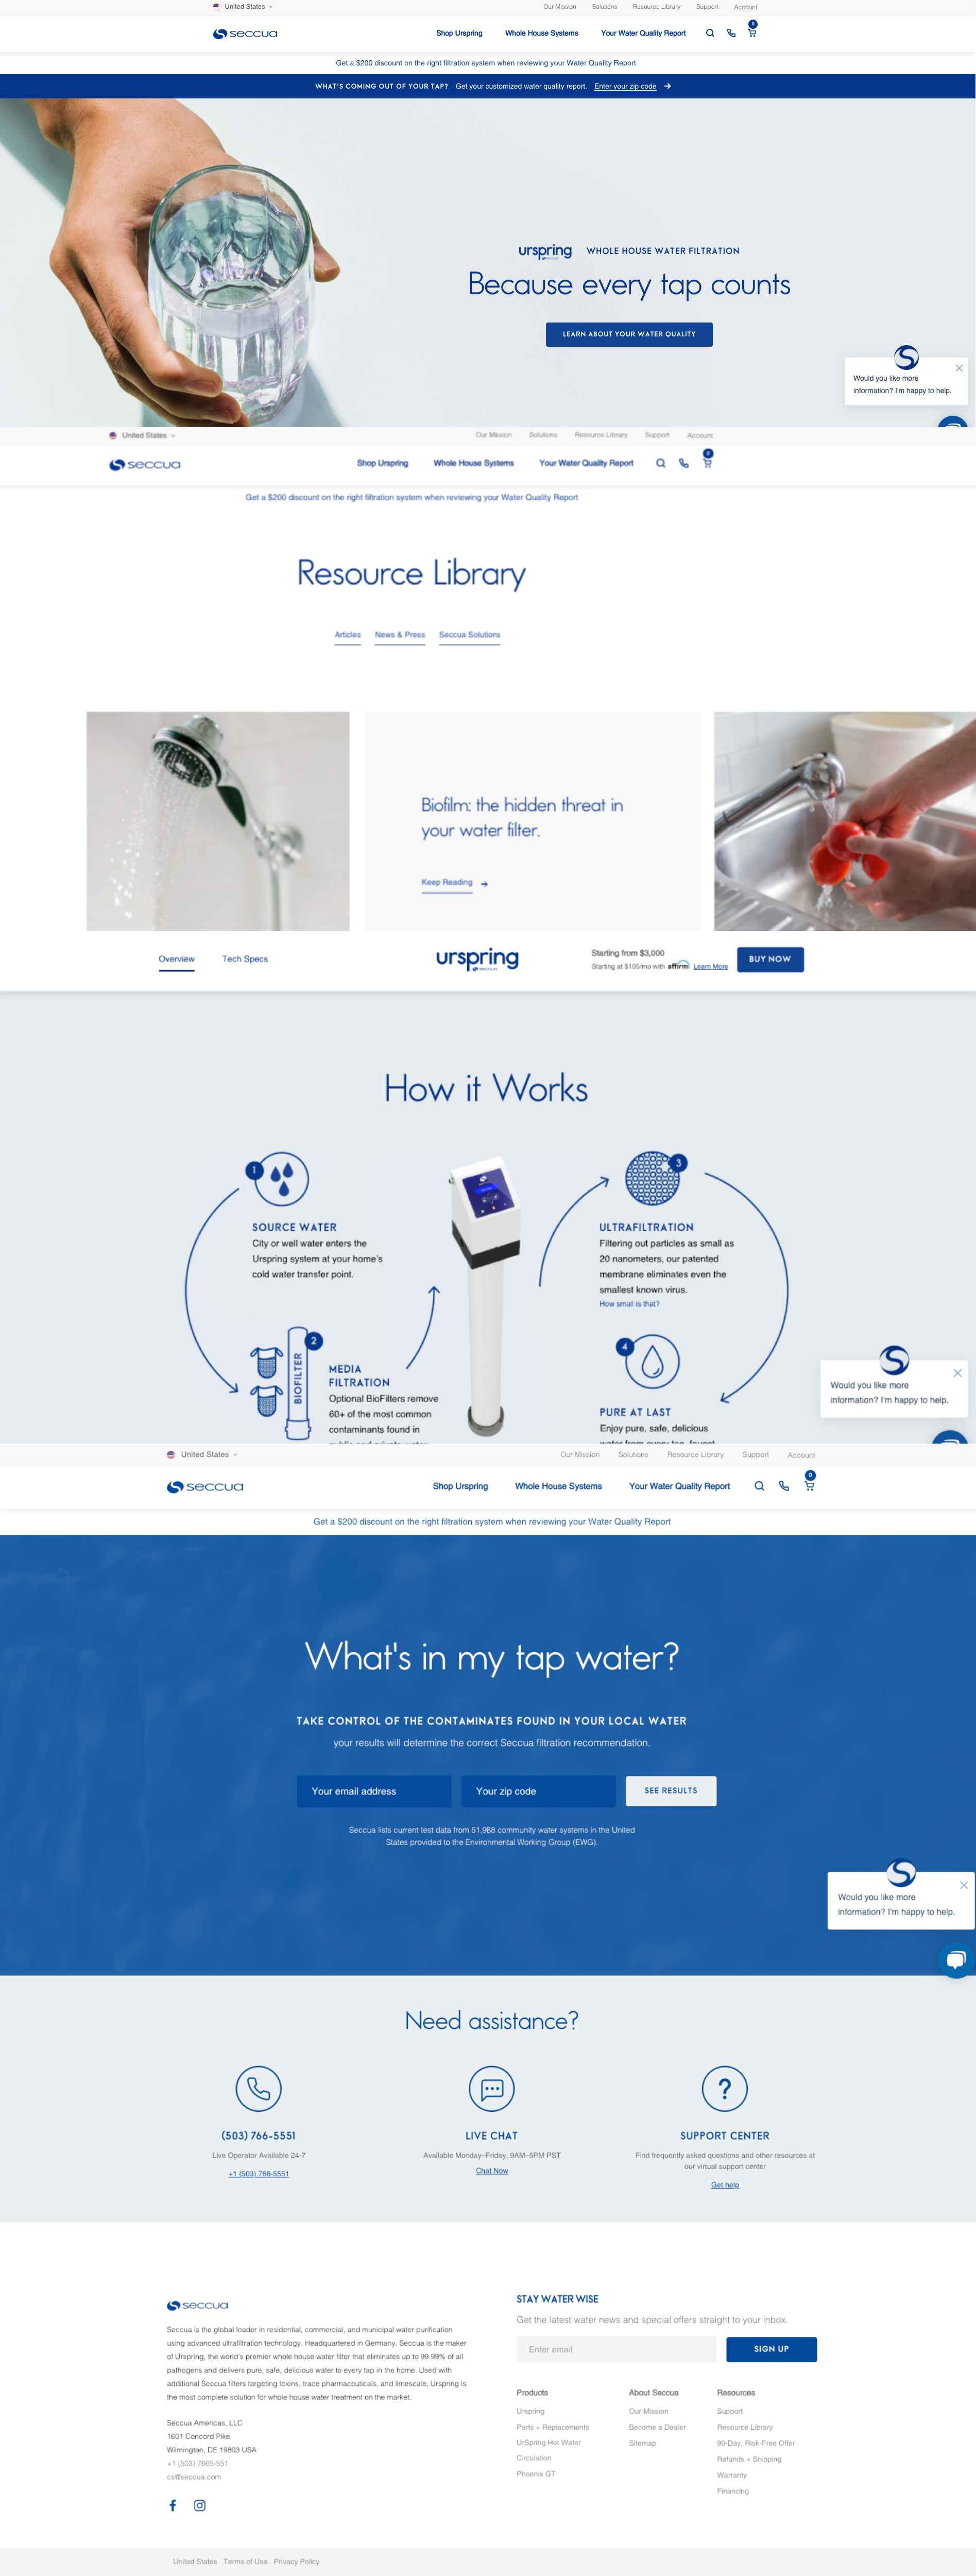 United States
Our Mission Solutions Resource Library Support Account
seccua
Shop Urspring Whole House Systems Your Water Quality Report
0
Get a $200 discount on the right filtration system when reviewing your Water Quality Report
WHAT'S COMING OUT OF YOUR TAP? Get your customized water quality report. Enter your zip code
urspring WHOLE HOUSE WATER FILTRATION
Because every tap counts
LEARN ABOUT YOUR WATER QUALITY
Would you like more
information? I'm happy to help.
United States
Our Mission Solutions Resource Library Support Account
seccua
Shop Urspring Whole House Systems Your Water Quality Report
0
Get a $200 discount on the right filtration system when reviewing your Water Quality Report
Resource Library
Articles News & Press Seccua Solutions
Biofilm: the hidden threat in
your water filter.
Keep Reading
Overview Tech Specs
urspring
seccua
Starting from $3,000
Starting at $105/mo with affirm Learn More
BUY NOW
How it Works
1
SOURCE WATER
City or well water enters the
Urspring system at your home's
cold water transfer point.
2
BIOFILTER
MEDIA
FILTRATION
Optional BioFilters remove
60+ of the most common
contaminants found in
public and private water
3
ULTRAFILTRATION
Filtering out particles as small as
20 nanometers, our patented
membrane eliminates even the
smallest known virus.
How small is that?
4
PURE AT LAST
Enjoy pure, safe, delicious
water from every tap, faucet
Would you like more
information? I'm happy to help.
United States
Our Mission Solutions Resource Library Support Account
seccua
Shop Urspring Whole House Systems Your Water Quality Report
0
Get a $200 discount on the right filtration system when reviewing your Water Quality Report
What's in my tap water?
TAKE CONTROL OF THE CONTAMINATES FOUND IN YOUR LOCAL WATER
your results will determine the correct Seccua filtration recommendation.
Your email address
Your zip code
SEE RESULTS
Seccua lists current test data from 51,988 community water systems in the United
States provided to the Environmental Working Group (EWG).
Would you like more
information? I'm happy to help.
Need assistance?
(503) 766-5551
Live Operator Available 24-7
+1 (503) 766-5551
LIVE CHAT
Available Monday–Friday, 9AM–5PM PST
Chat Now
?
SUPPORT CENTER
Find frequently asked questions and other resources at
our virtual support center
Get help
seccua
Seccua is the global leader in residential, commercial, and municipal water purification
using advanced ultrafiltration technology. Headquartered in Germany, Seccua is the maker
of Urspring, the world's premier whole house water filter that eliminates up to 99.99% of all
pathogens and delivers pure, safe, delicious water to every tap in the home. Used with
additional Seccua filters targeting toxins, trace pharmaceuticals, and limescale, Urspring is
the most complete solution for whole house water treatment on the market.
Seccua Americas, LLC
1601 Concord Pike
Wilmington, DE 19803 USA
+1 (503) 7665-551
cs@seccua.com
STAY WATER WISE
Get the latest water news and special offers straight to your inbox.
Enter email
SIGN UP
Products
Urspring
Parts + Replacements
UrSpring Hot Water
Circulation
Phoenix GT
About Seccua
Our Mission
Become a Dealer
Sitemap
Resources
Support
Resource Library
90-Day, Risk-Free Offer
Refunds + Shipping
Warranty
Financing
United States Terms of Use Privacy Policy